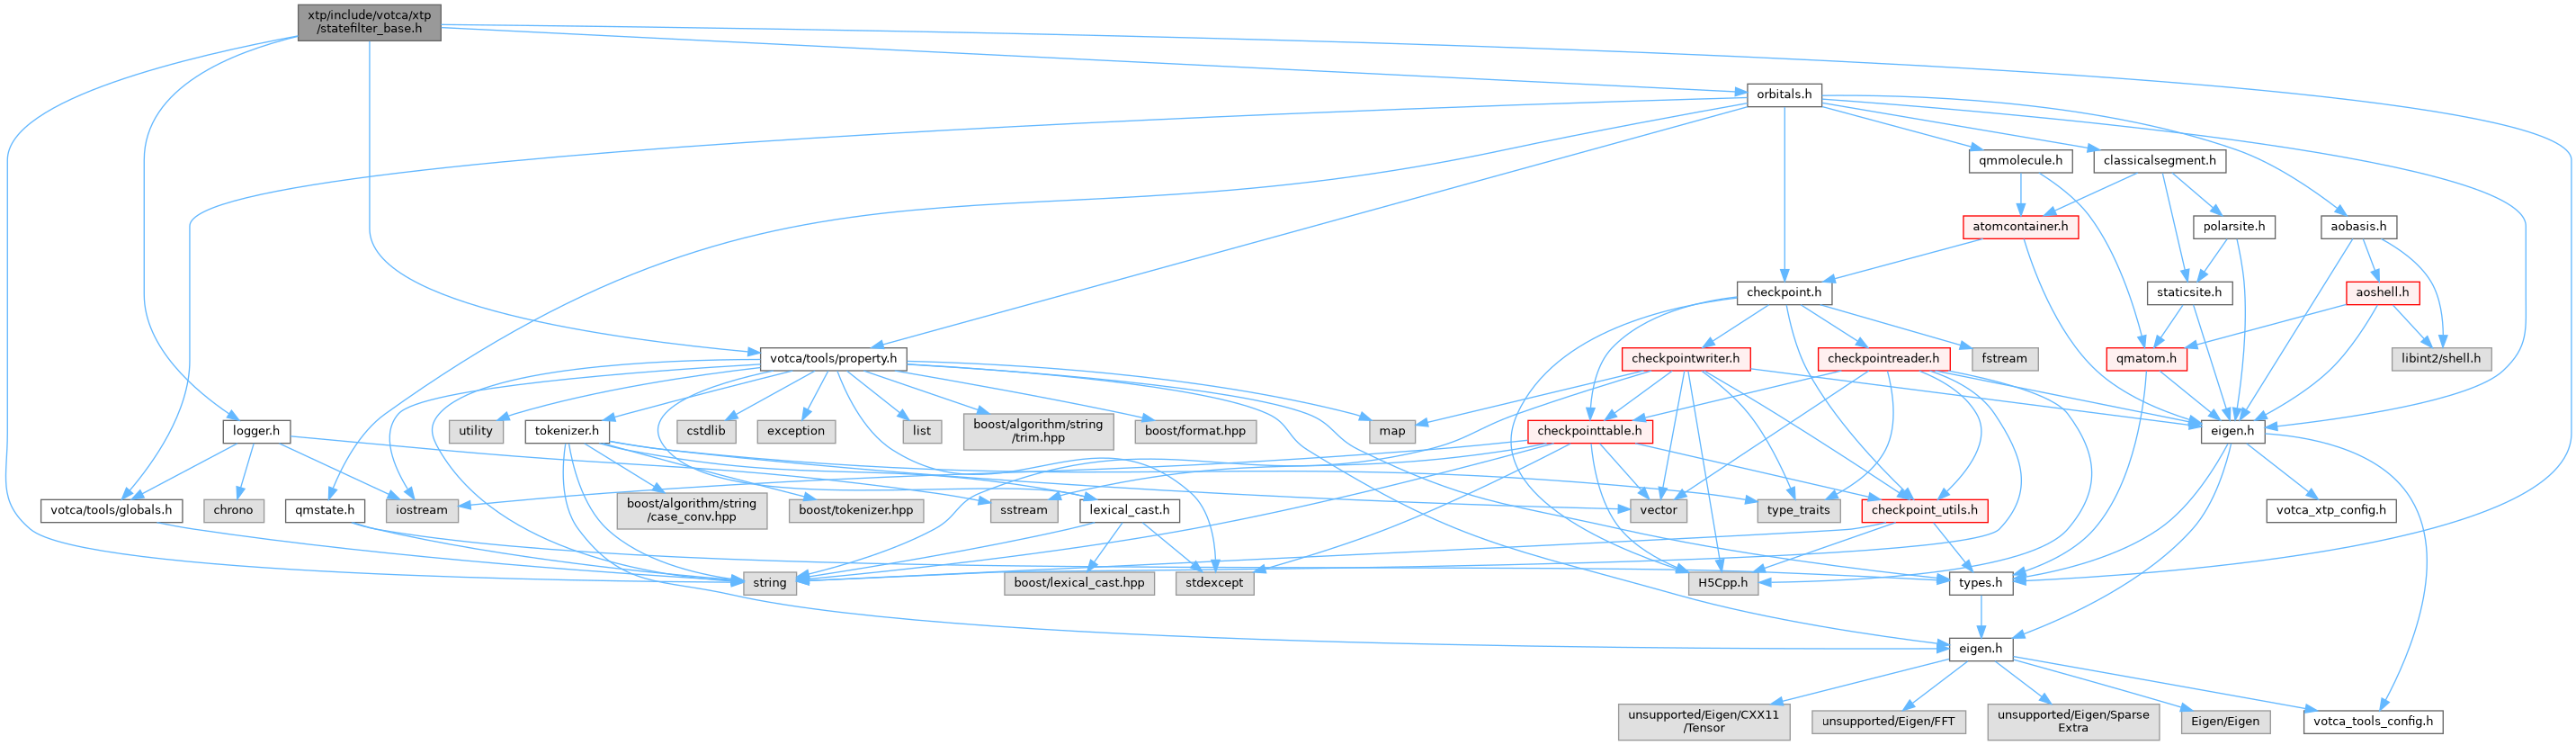 xtp/include/votca/xtp
/statefilter_base.h
orbitals.h
qmmolecule.h
classicalsegment.h
atomcontainer.h
polarsite.h
aobasis.h
checkpoint.h
staticsite.h
aoshell.h
votca/tools/property.h
checkpointwriter.h
checkpointreader.h
fstream
qmatom.h
libint2/shell.h
logger.h
utility
tokenizer.h
cstdlib
exception
list
boost/algorithm/string
/trim.hpp
boost/format.hpp
map
checkpointtable.h
eigen.h
votca/tools/globals.h
chrono
qmstate.h
iostream
boost/algorithm/string
/case_conv.hpp
boost/tokenizer.hpp
sstream
lexical_cast.h
vector
type_traits
checkpoint_utils.h
votca_xtp_config.h
string
boost/lexical_cast.hpp
stdexcept
H5Cpp.h
types.h
eigen.h
unsupported/Eigen/CXX11
/Tensor
unsupported/Eigen/FFT
unsupported/Eigen/Sparse
Extra
Eigen/Eigen
votca_tools_config.h